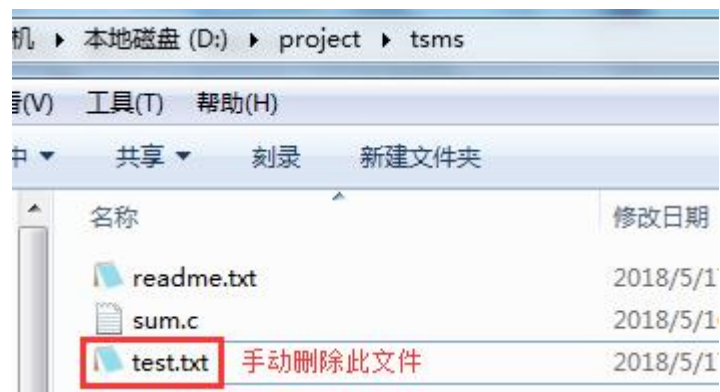 机 ▸ 本地磁盘 (D:) ▸ project ▸ tsms
看(V) 工具(T) 帮助(H)
中 ▾ 共享 ▾ 刻录 新建文件夹
名称 修改日期
readme.txt 2018/5/1
sum.c 2018/5/1
test.txt 手动删除此文件 2018/5/1